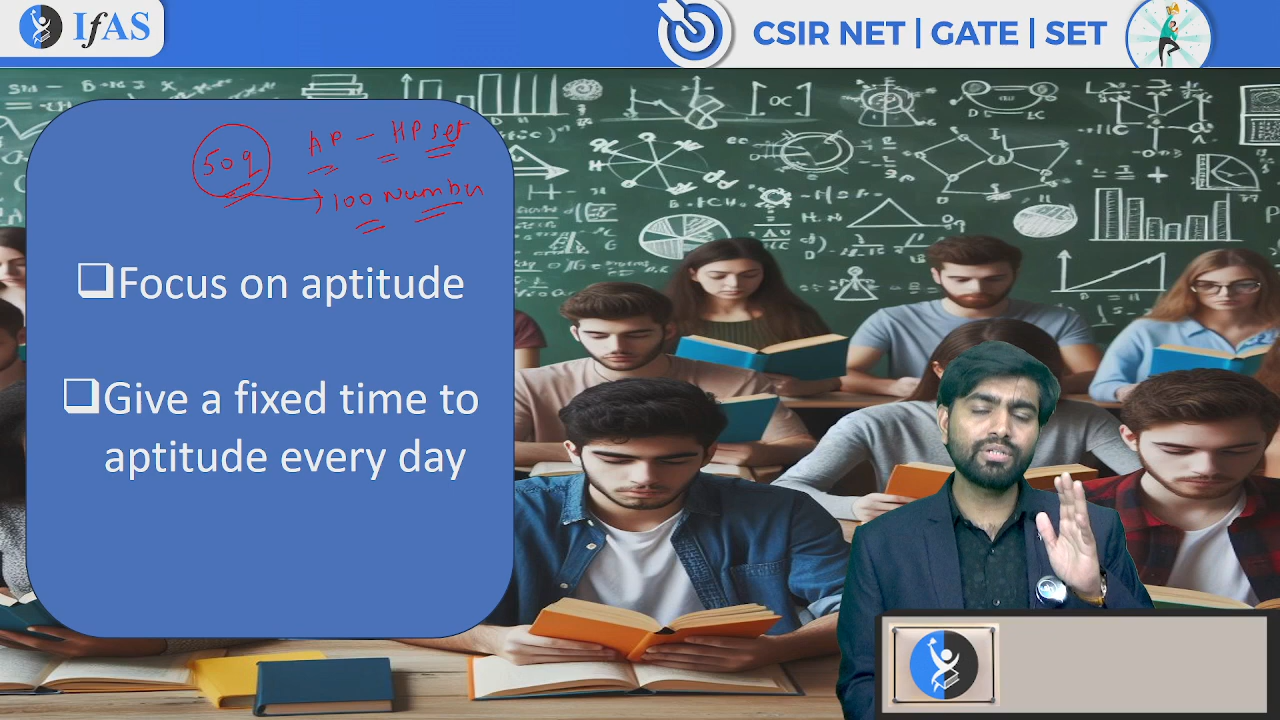 IfAS
CSIR NET | GATE | SET
50q
AP - HP set
100 Number
Focus on aptitude
Give a fixed time to
aptitude every day